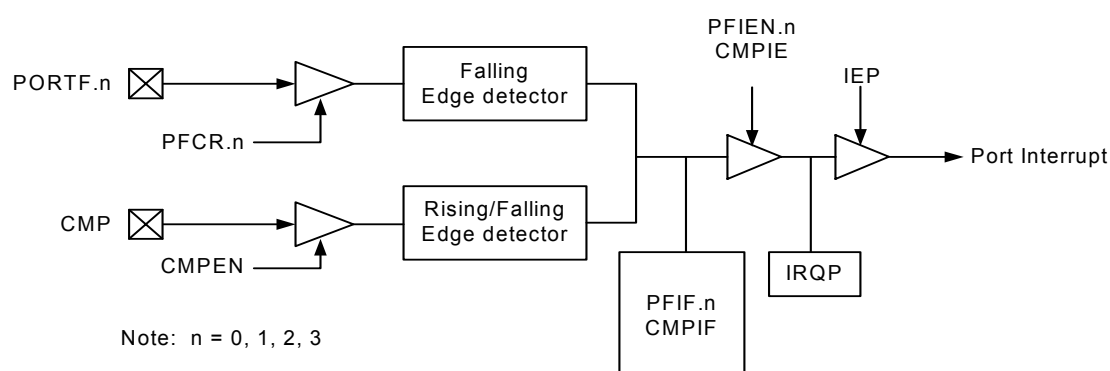 PORTF.n
PFCR.n
Falling
Edge detector
CMP
CMPEN
Rising/Falling
Edge detector
PFIEN.n
CMPIE
IEP
Port Interrupt
PFIF.n
CMPIF
IRQP
Note: n = 0, 1, 2, 3